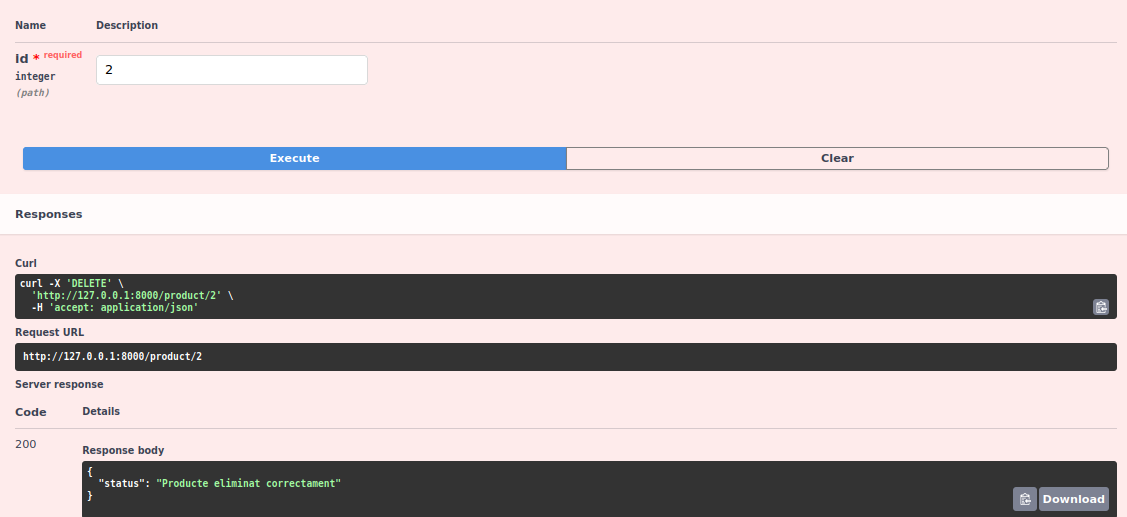 Name Description
id * required
2
integer
(path)
Execute Clear
Responses
Curl
curl -X 'DELETE' \
'http://127.0.0.1:8000/product/2' \
-H 'accept: application/json'
Request URL
http://127.0.0.1:8000/product/2
Server response
Code Details
200
Response body
{
"status": "Producte eliminat correctament"
}
Download